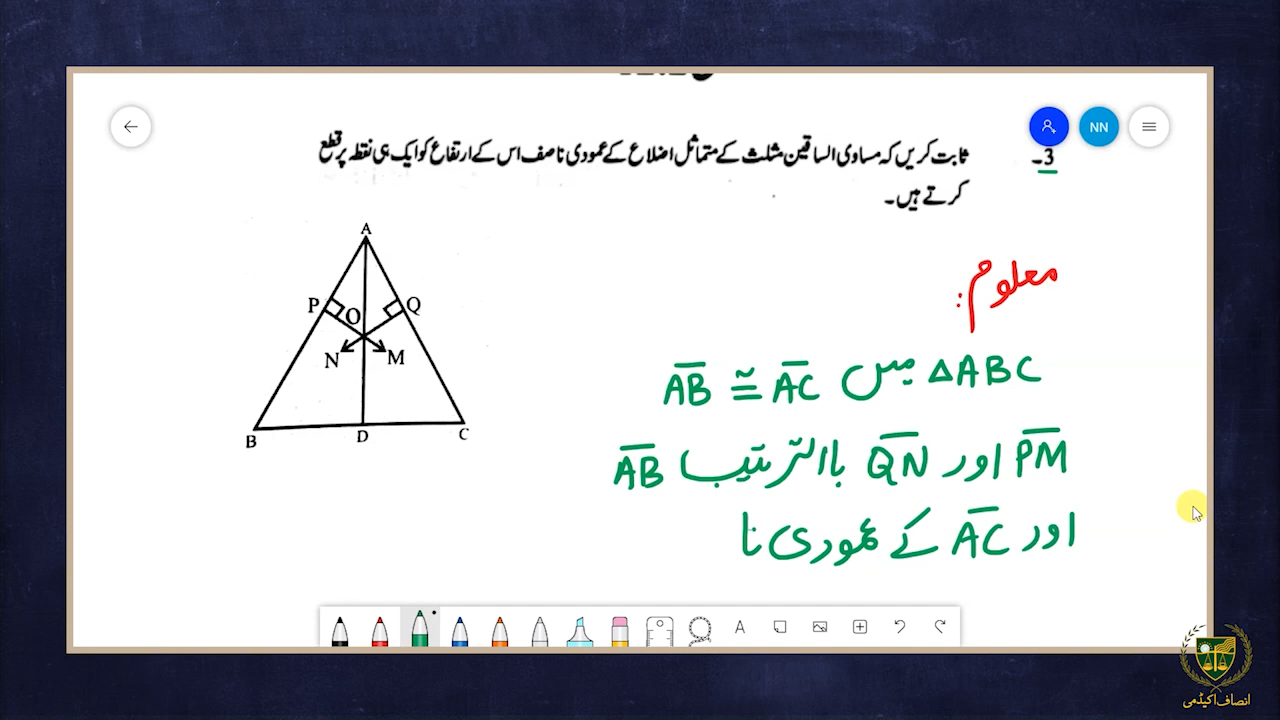 3۔ ثابت کریں کہ مساوی الساقین مثلث کے متماثل اضلاع کے عمودی ناصف اس کے ارتفاع کو ایک ہی نقطہ پر قطع
کرتے ہیں۔
NN
A
P
O
Q
N
M
B
D
C
معلوم:
△ABC میں AB ≅ AC
PM اور QN باالترتیب AB
اور AC کے عمودی نا
A
انصاف اکیڈمی